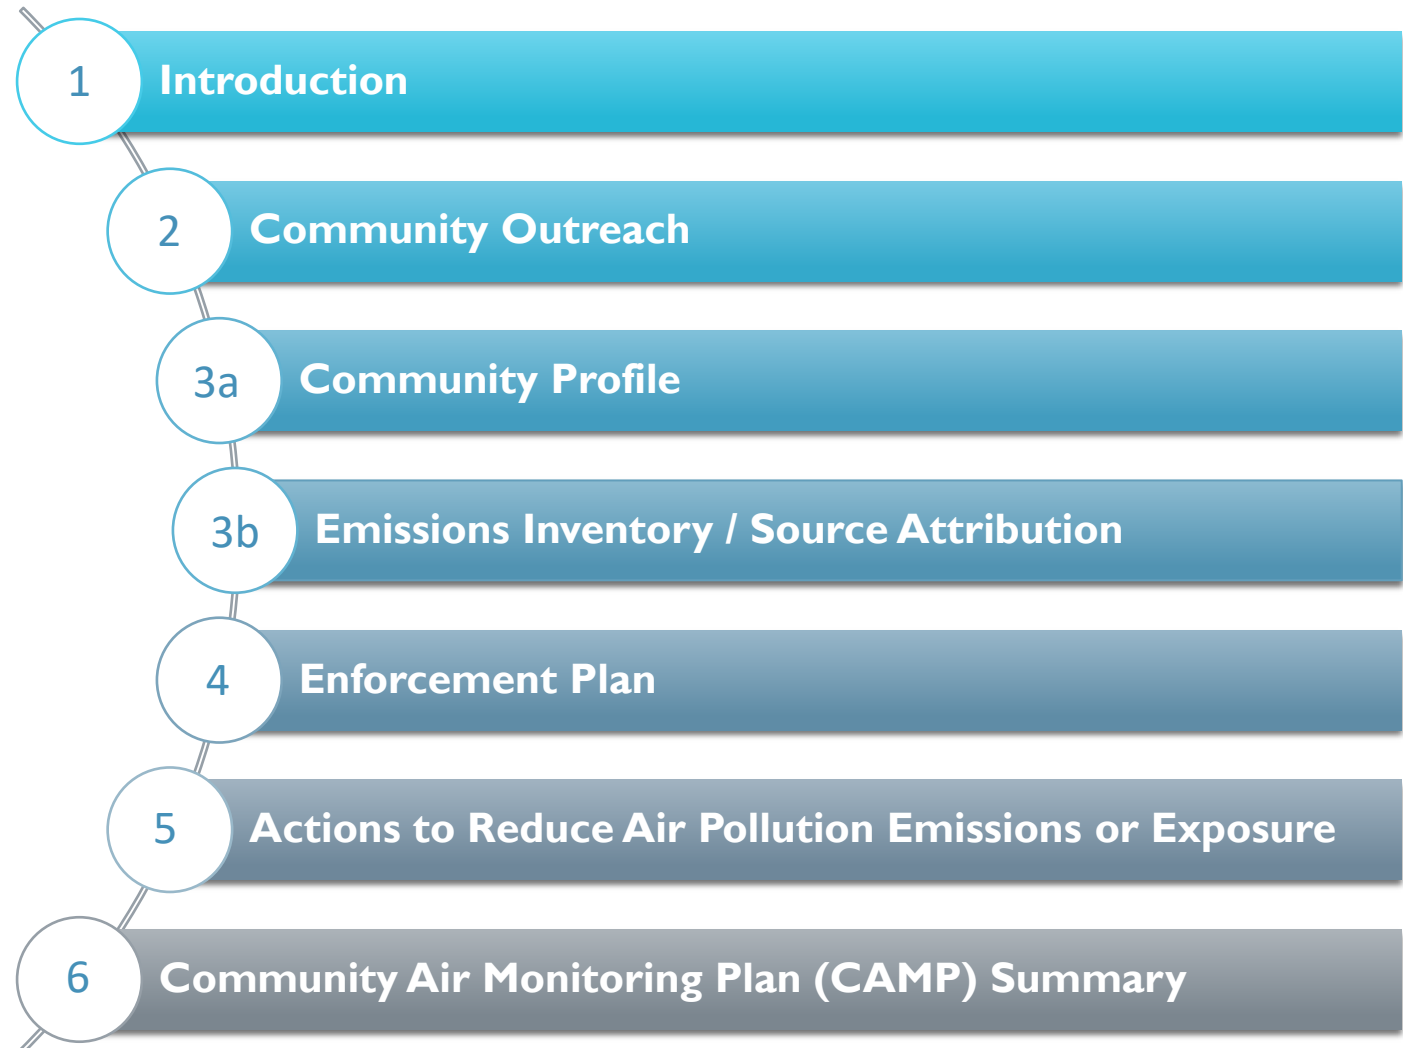 1 Introduction
2 Community Outreach
3a Community Profile
3b Emissions Inventory / Source Attribution
4 Enforcement Plan
5 Actions to Reduce Air Pollution Emissions or Exposure
6 Community Air Monitoring Plan (CAMP) Summary